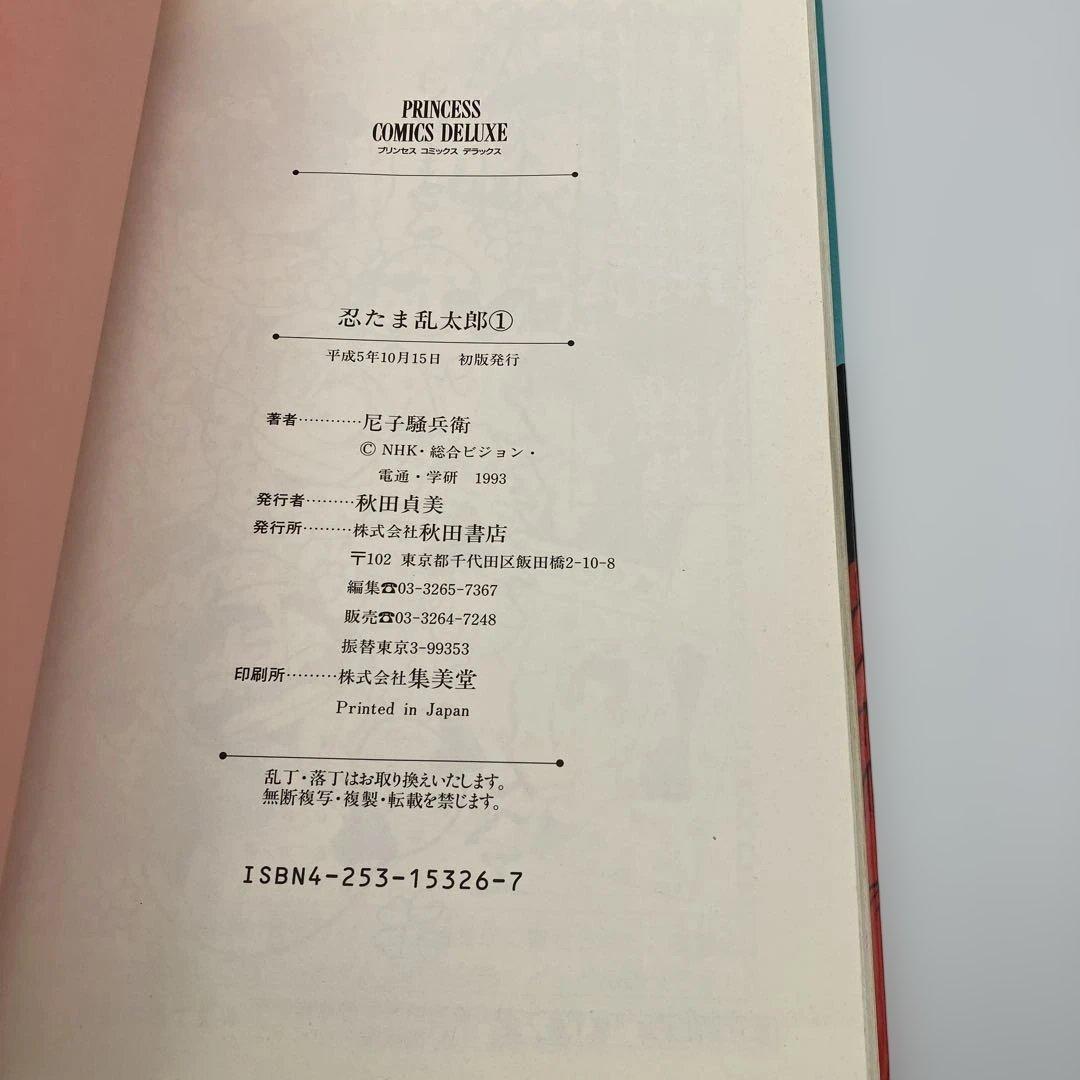 PRINCESS
COMICS DELUXE
プリンセス コミックス デラックス
忍たま乱太郎①
平成5年10月15日 初版発行
著者…………尼子騒兵衛
© NHK・総合ビジョン・
電通・学研 1993
発行者………秋田貞美
発行所………株式会社秋田書店
〒102 東京都千代田区飯田橋2-10-8
編集☎03-3265-7367
販売☎03-3264-7248
振替東京3-99353
印刷所………株式会社集美堂
Printed in Japan
乱丁・落丁はお取り換えいたします。
無断複写・複製・転載を禁じます。
ISBN4-253-15326-7